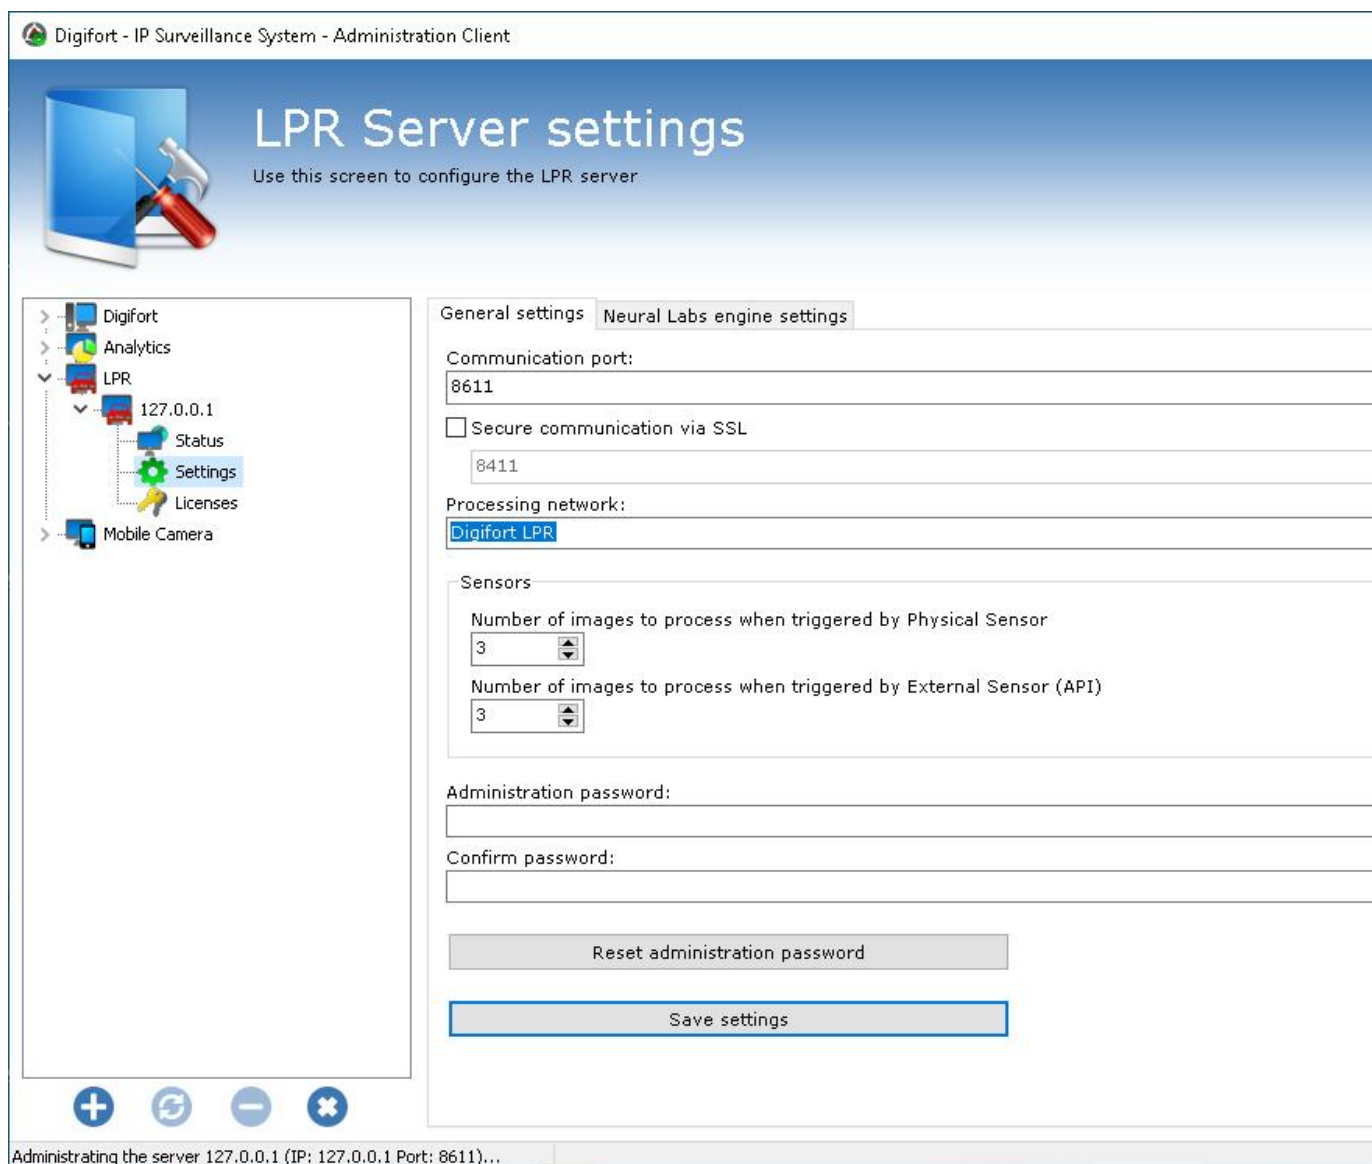 Digifort - IP Surveillance System - Administration Client
LPR Server settings
Use this screen to configure the LPR server
Digifort
Analytics
LPR
127.0.0.1
Status
Settings
Licenses
Mobile Camera
General settings
Neural Labs engine settings
Communication port:
8611
Secure communication via SSL
8411
Processing network:
Digifort LPR
Sensors
Number of images to process when triggered by Physical Sensor
3
Number of images to process when triggered by External Sensor (API)
3
Administration password:
Confirm password:
Reset administration password
Save settings
Administrating the server 127.0.0.1 (IP: 127.0.0.1 Port: 8611)...